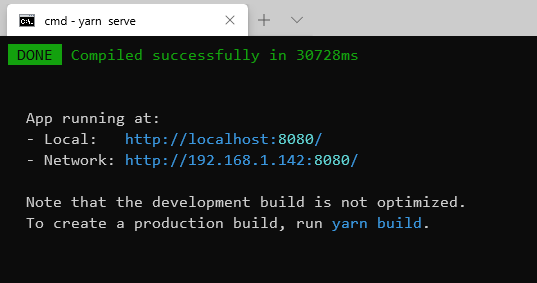 cmd - yarn serve
DONE Compiled successfully in 30728ms
App running at:
- Local: http://localhost:8080/
- Network: http://192.168.1.142:8080/
Note that the development build is not optimized.
To create a production build, run yarn build.